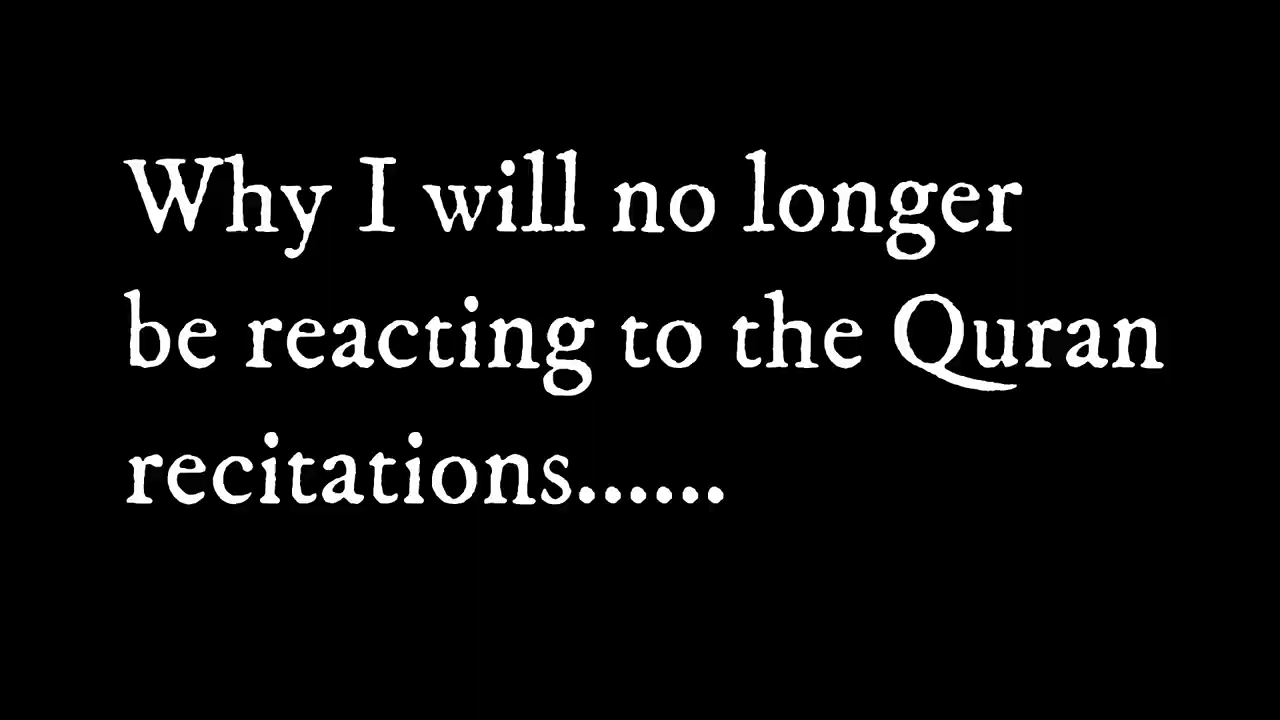 Why I will no longer
be reacting to the Quran
recitations......